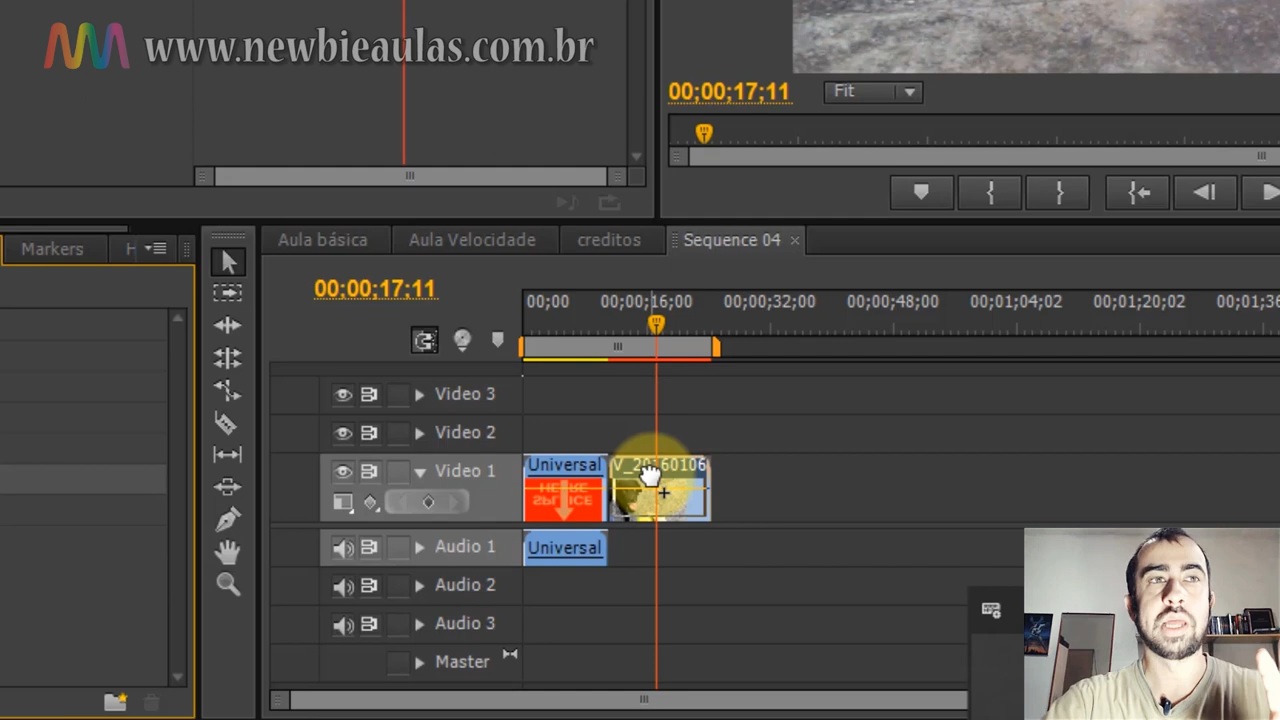 www.newbieaulas.com.br
00;00;17;11
Fit
Markers
H
Aula básica
Aula Velocidade
creditos
Sequence 04
00;00;17;11
00;00
00;00;16;00
00;00;32;00
00;00;48;00
00;01;04;02
00;01;20;02
00;01;36
Video 3
Video 2
Video 1
Universal
V_20160106
HERE
SPLICE
Audio 1
Universal
Audio 2
Audio 3
Master